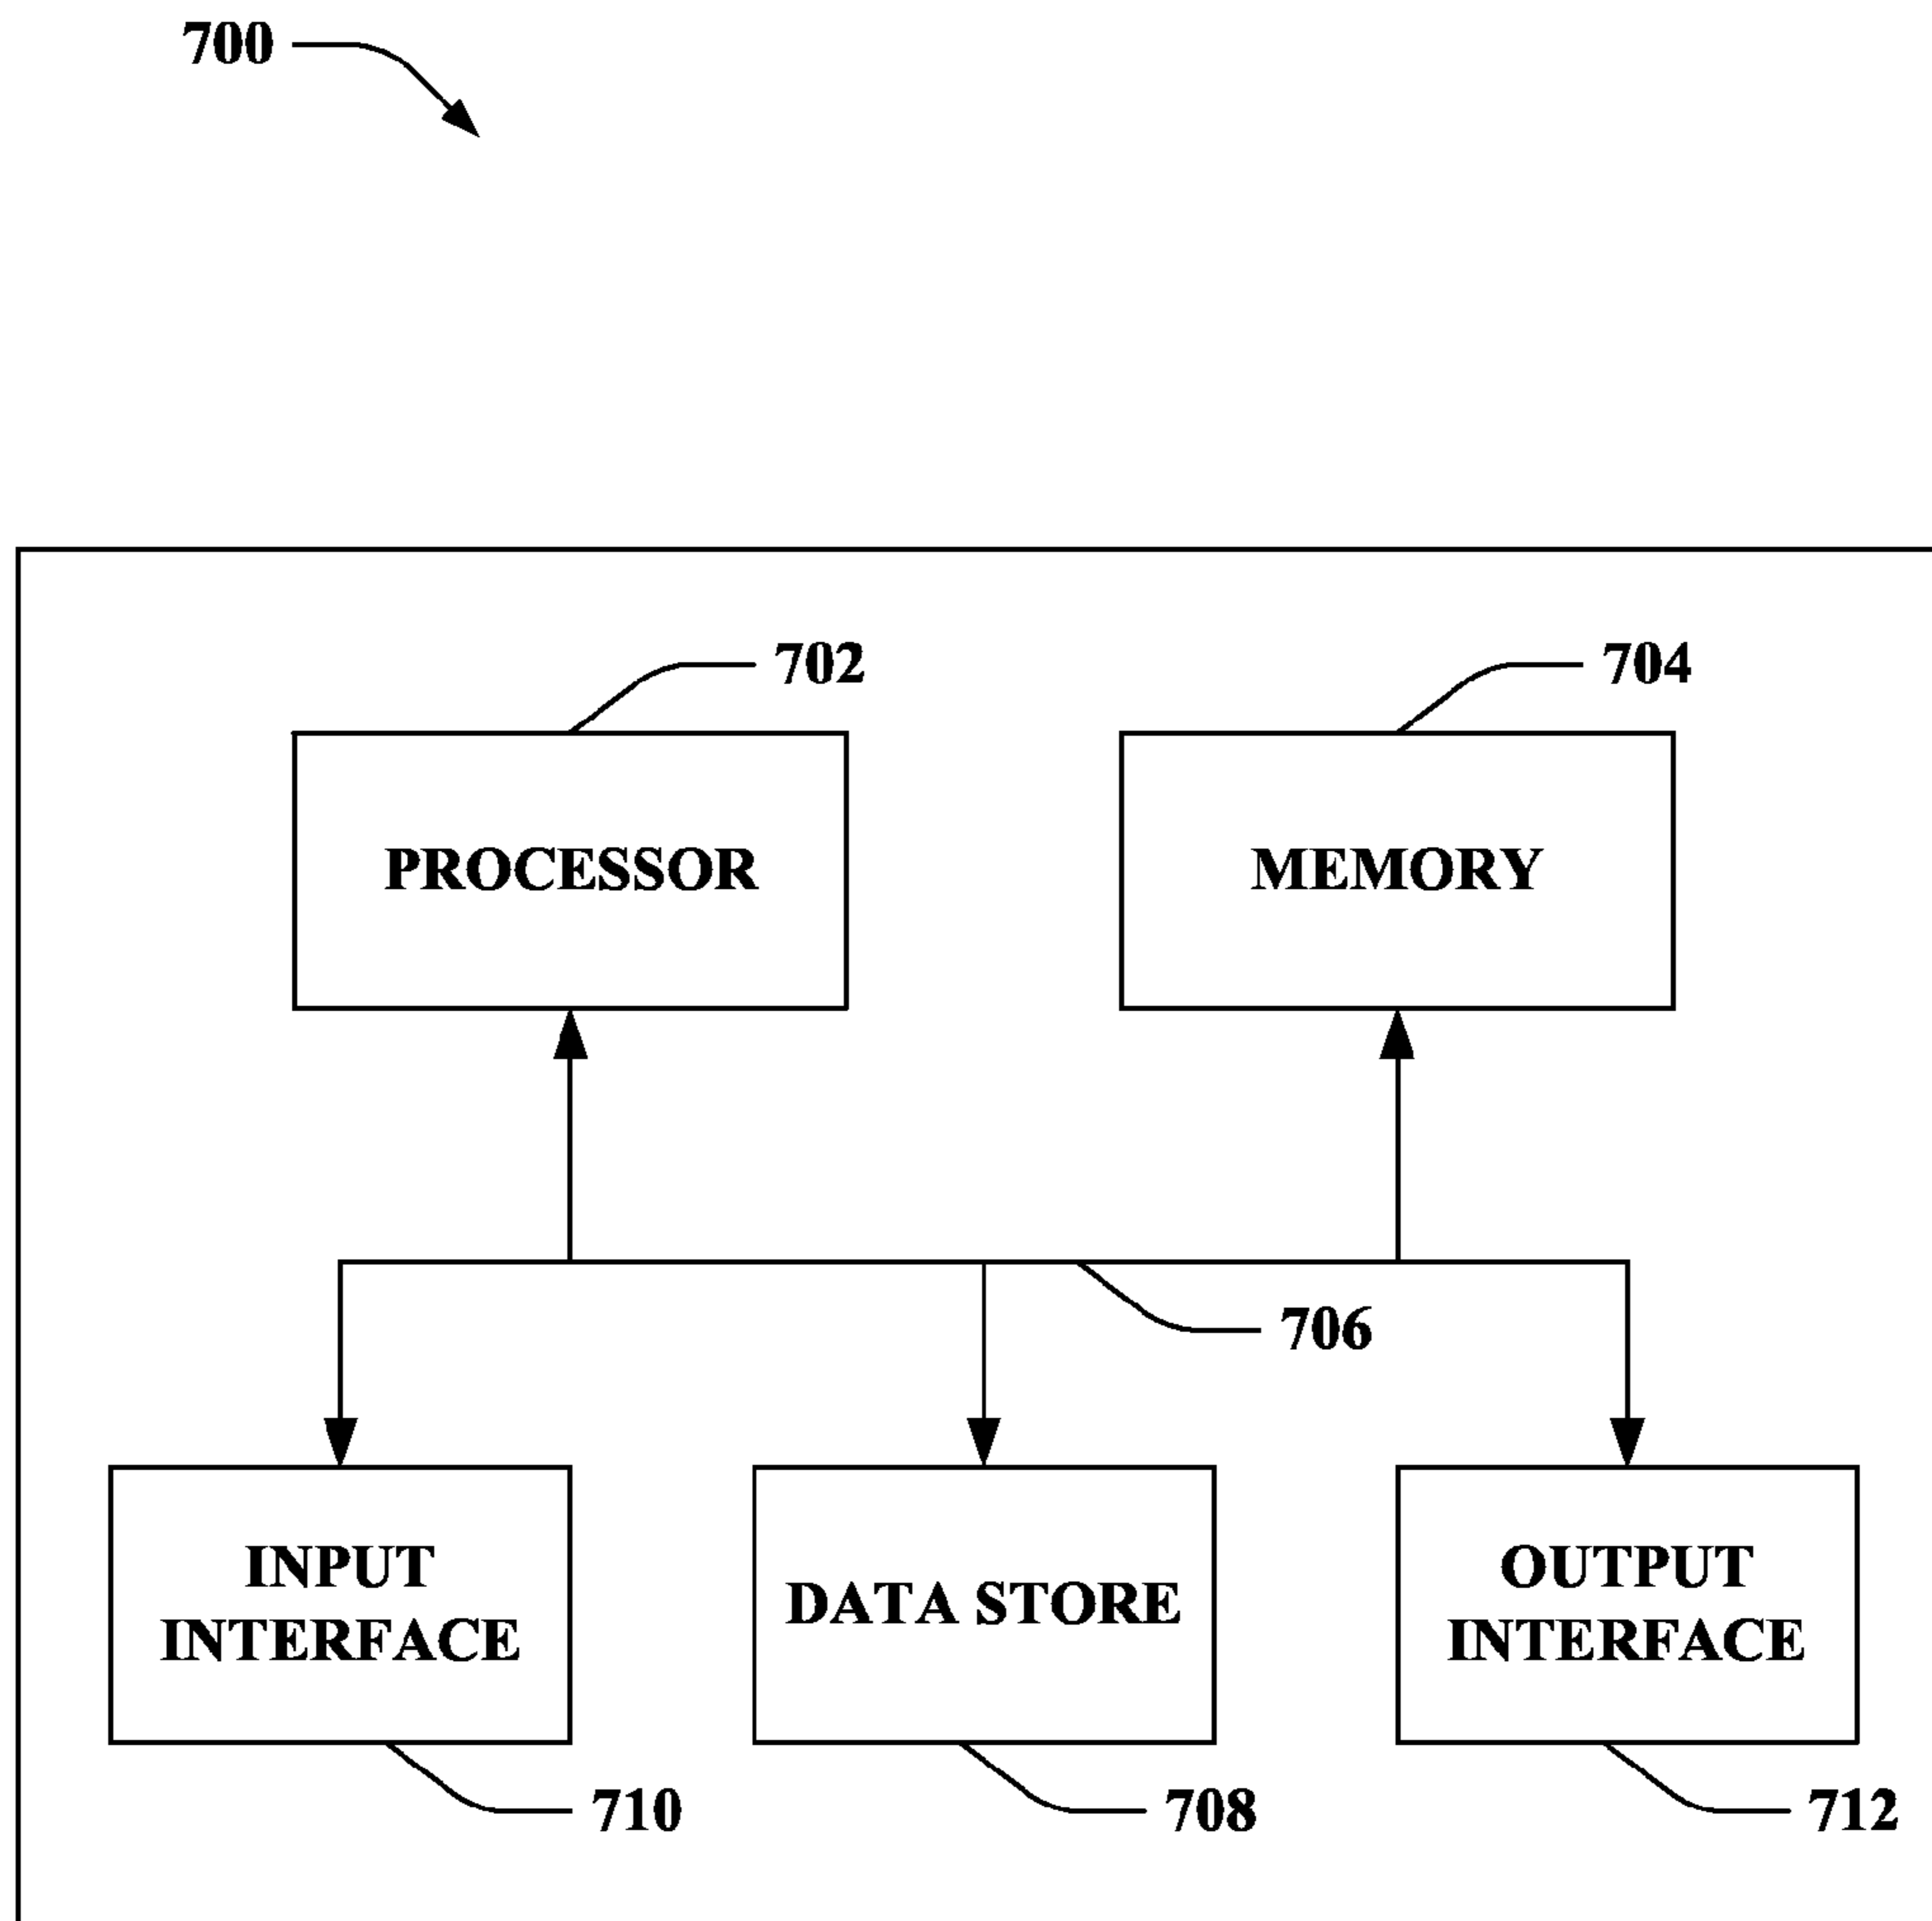 700
702
704
PROCESSOR
MEMORY
706
INPUT
INTERFACE
DATA STORE
OUTPUT
INTERFACE
710
708
712